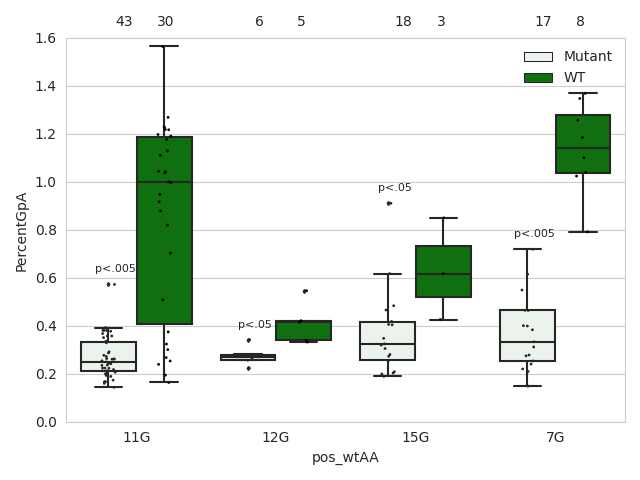 43 30 6 5 18 3 17 8
1.6
1.4
1.2
1.0
0.8
0.6
0.4
0.2
0.0
PercentGpA
Mutant
WT
p<.005
p<.05
p<.05
p<.005
11G 12G 15G 7G
pos_wtAA